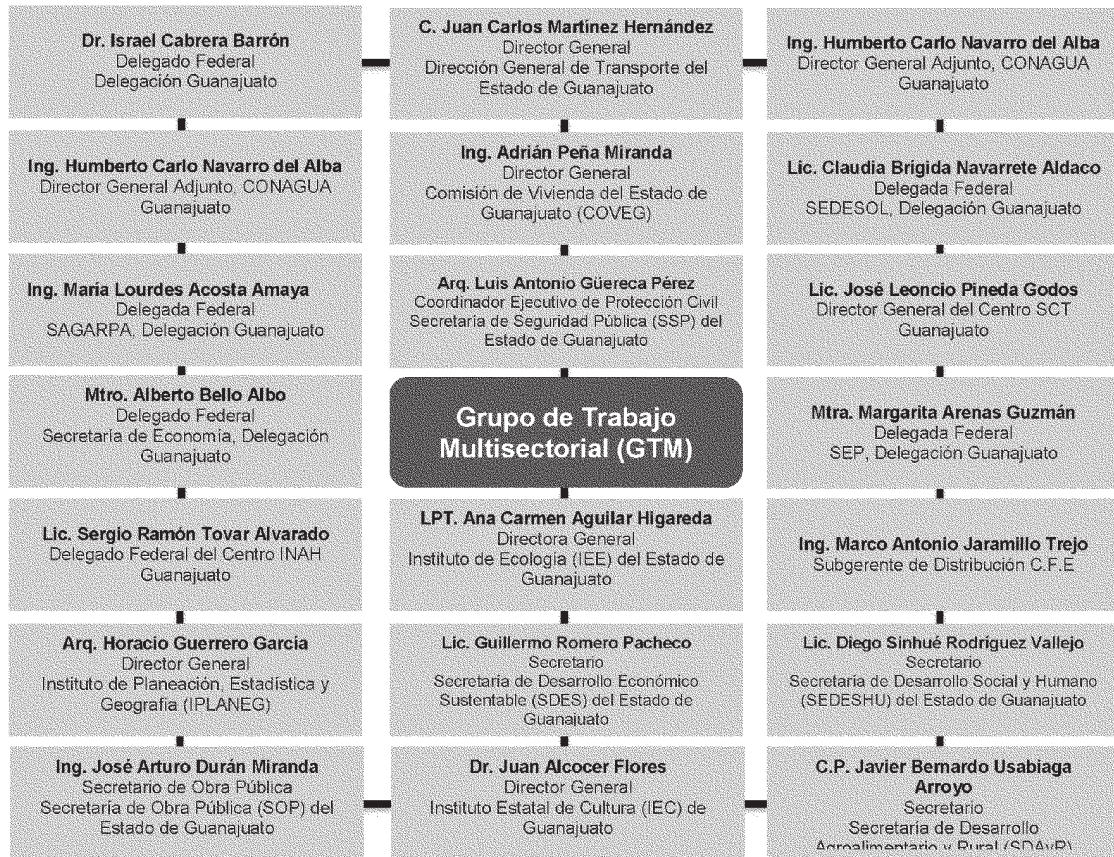 Dr. Israel Cabrera Barrón
Delegado Federal
Delegación Guanajuato
C. Juan Carlos Martínez Hernández
Director General
Dirección General de Transporte del
Estado de Guanajuato
Ing. Humberto Carlo Navarro del Alba
Director General Adjunto, CONAGUA
Guanajuato
Ing. Humberto Carlo Navarro del Alba
Director General Adjunto, CONAGUA
Guanajuato
Ing. Adrián Peña Miranda
Director General
Comisión de Vivienda del Estado de
Guanajuato (COVEG)
Lic. Claudia Brígida Navarrete Aldaco
Delegada Federal
SEDESOL, Delegación Guanajuato
Ing. María Lourdes Acosta Amaya
Delegada Federal
SAGARPA, Delegación Guanajuato
Arq. Luis Antonio Güereca Pérez
Coordinador Ejecutivo de Protección Civil
Secretaría de Seguridad Pública (SSP) del
Estado de Guanajuato
Lic. José Leoncio Pineda Godos
Director General del Centro SCT
Guanajuato
Mtro. Alberto Bello Albo
Delegado Federal
Secretaría de Economía, Delegación
Guanajuato
Grupo de Trabajo
Multisectorial (GTM)
Mtra. Margarita Arenas Guzmán
Delegada Federal
SEP, Delegación Guanajuato
Lic. Sergio Ramón Tovar Alvarado
Delegado Federal del Centro INAH
Guanajuato
LPT. Ana Carmen Aguilar Higareda
Directora General
Instituto de Ecología (IEE) del Estado de
Guanajuato
Ing. Marco Antonio Jaramillo Trejo
Subgerente de Distribución C.F.E
Arq. Horacio Guerrero García
Director General
Instituto de Planeación, Estadística y
Geografía (IPLANEG)
Lic. Guillermo Romero Pacheco
Secretario
Secretaría de Desarrollo Económico
Sustentable (SDES) del Estado de
Guanajuato
Lic. Diego Sinhué Rodríguez Vallejo
Secretario
Secretaría de Desarrollo Social y Humano
(SEDESHU) del Estado de Guanajuato
Ing. José Arturo Durán Miranda
Secretario de Obra Pública
Secretaría de Obra Pública (SOP) del
Estado de Guanajuato
Dr. Juan Alcocer Flores
Director General
Instituto Estatal de Cultura (IEC) de
Guanajuato
C.P. Javier Bernardo Usabiaga
Arroyo
Secretario
Secretaría de Desarrollo
Agroalimentario y Rural (SDAyR)